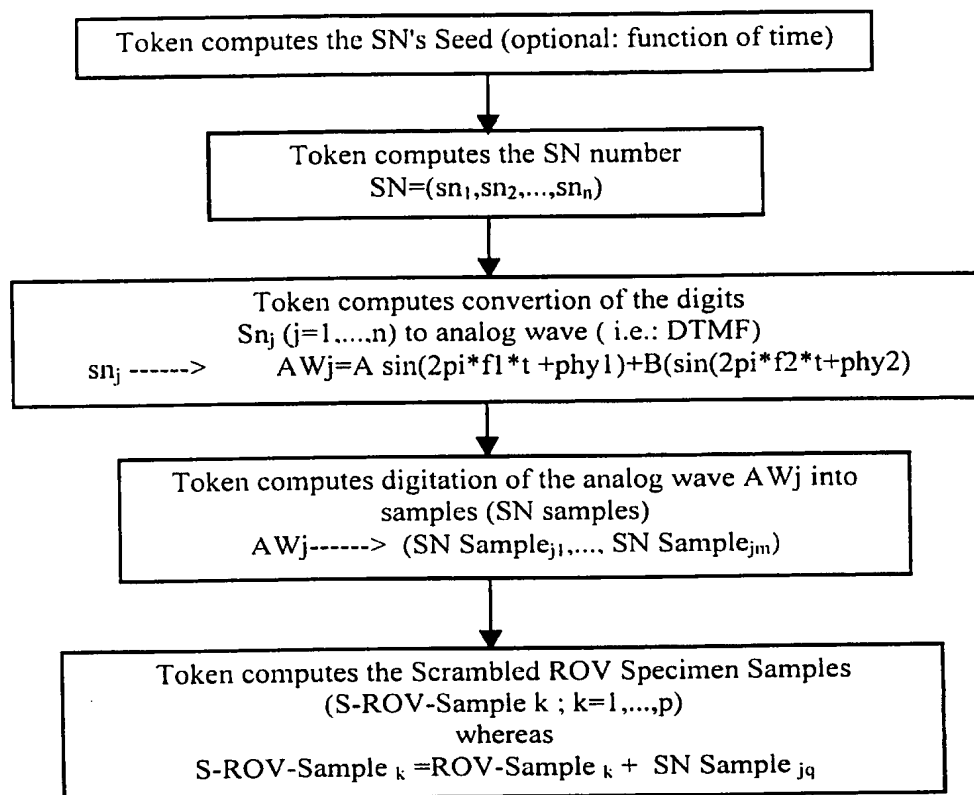 Token computes the SN's Seed (optional: function of time)
Token computes the SN number
SN=(sn₁,sn₂,...,snₙ)
Token computes convertion of the digits
Snⱼ (j=1,...,n) to analog wave ( i.e.: DTMF)
snⱼ ------> AWj=A sin(2pi*f1*t +phy1)+B(sin(2pi*f2*t+phy2)
Token computes digitation of the analog wave AWj into
samples (SN samples)
AWj------> (SN Sampleⱼ₁,..., SN Sampleⱼₘ)
Token computes the Scrambled ROV Specimen Samples
(S-ROV-Sample k ; k=1,...,p)
whereas
S-ROV-Sample ₖ =ROV-Sample ₖ + SN Sample jq